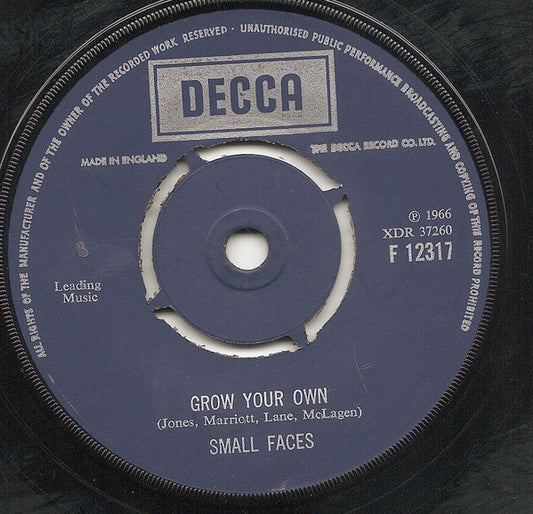 ALL RIGHTS OF THE MANUFACTURER AND OF THE OWNER OF THE RECORDED WORK RESERVED · UNAUTHORISED PUBLIC PERFORMANCE BROADCASTING AND COPYING OF THIS RECORD PROHIBITED
DECCA
MADE IN ENGLAND
THE DECCA RECORD CO. LTD.
℗ 1966
XDR 37260
F 12317
Leading
Music
GROW YOUR OWN
(Jones, Marriott, Lane, McLagen)
SMALL FACES